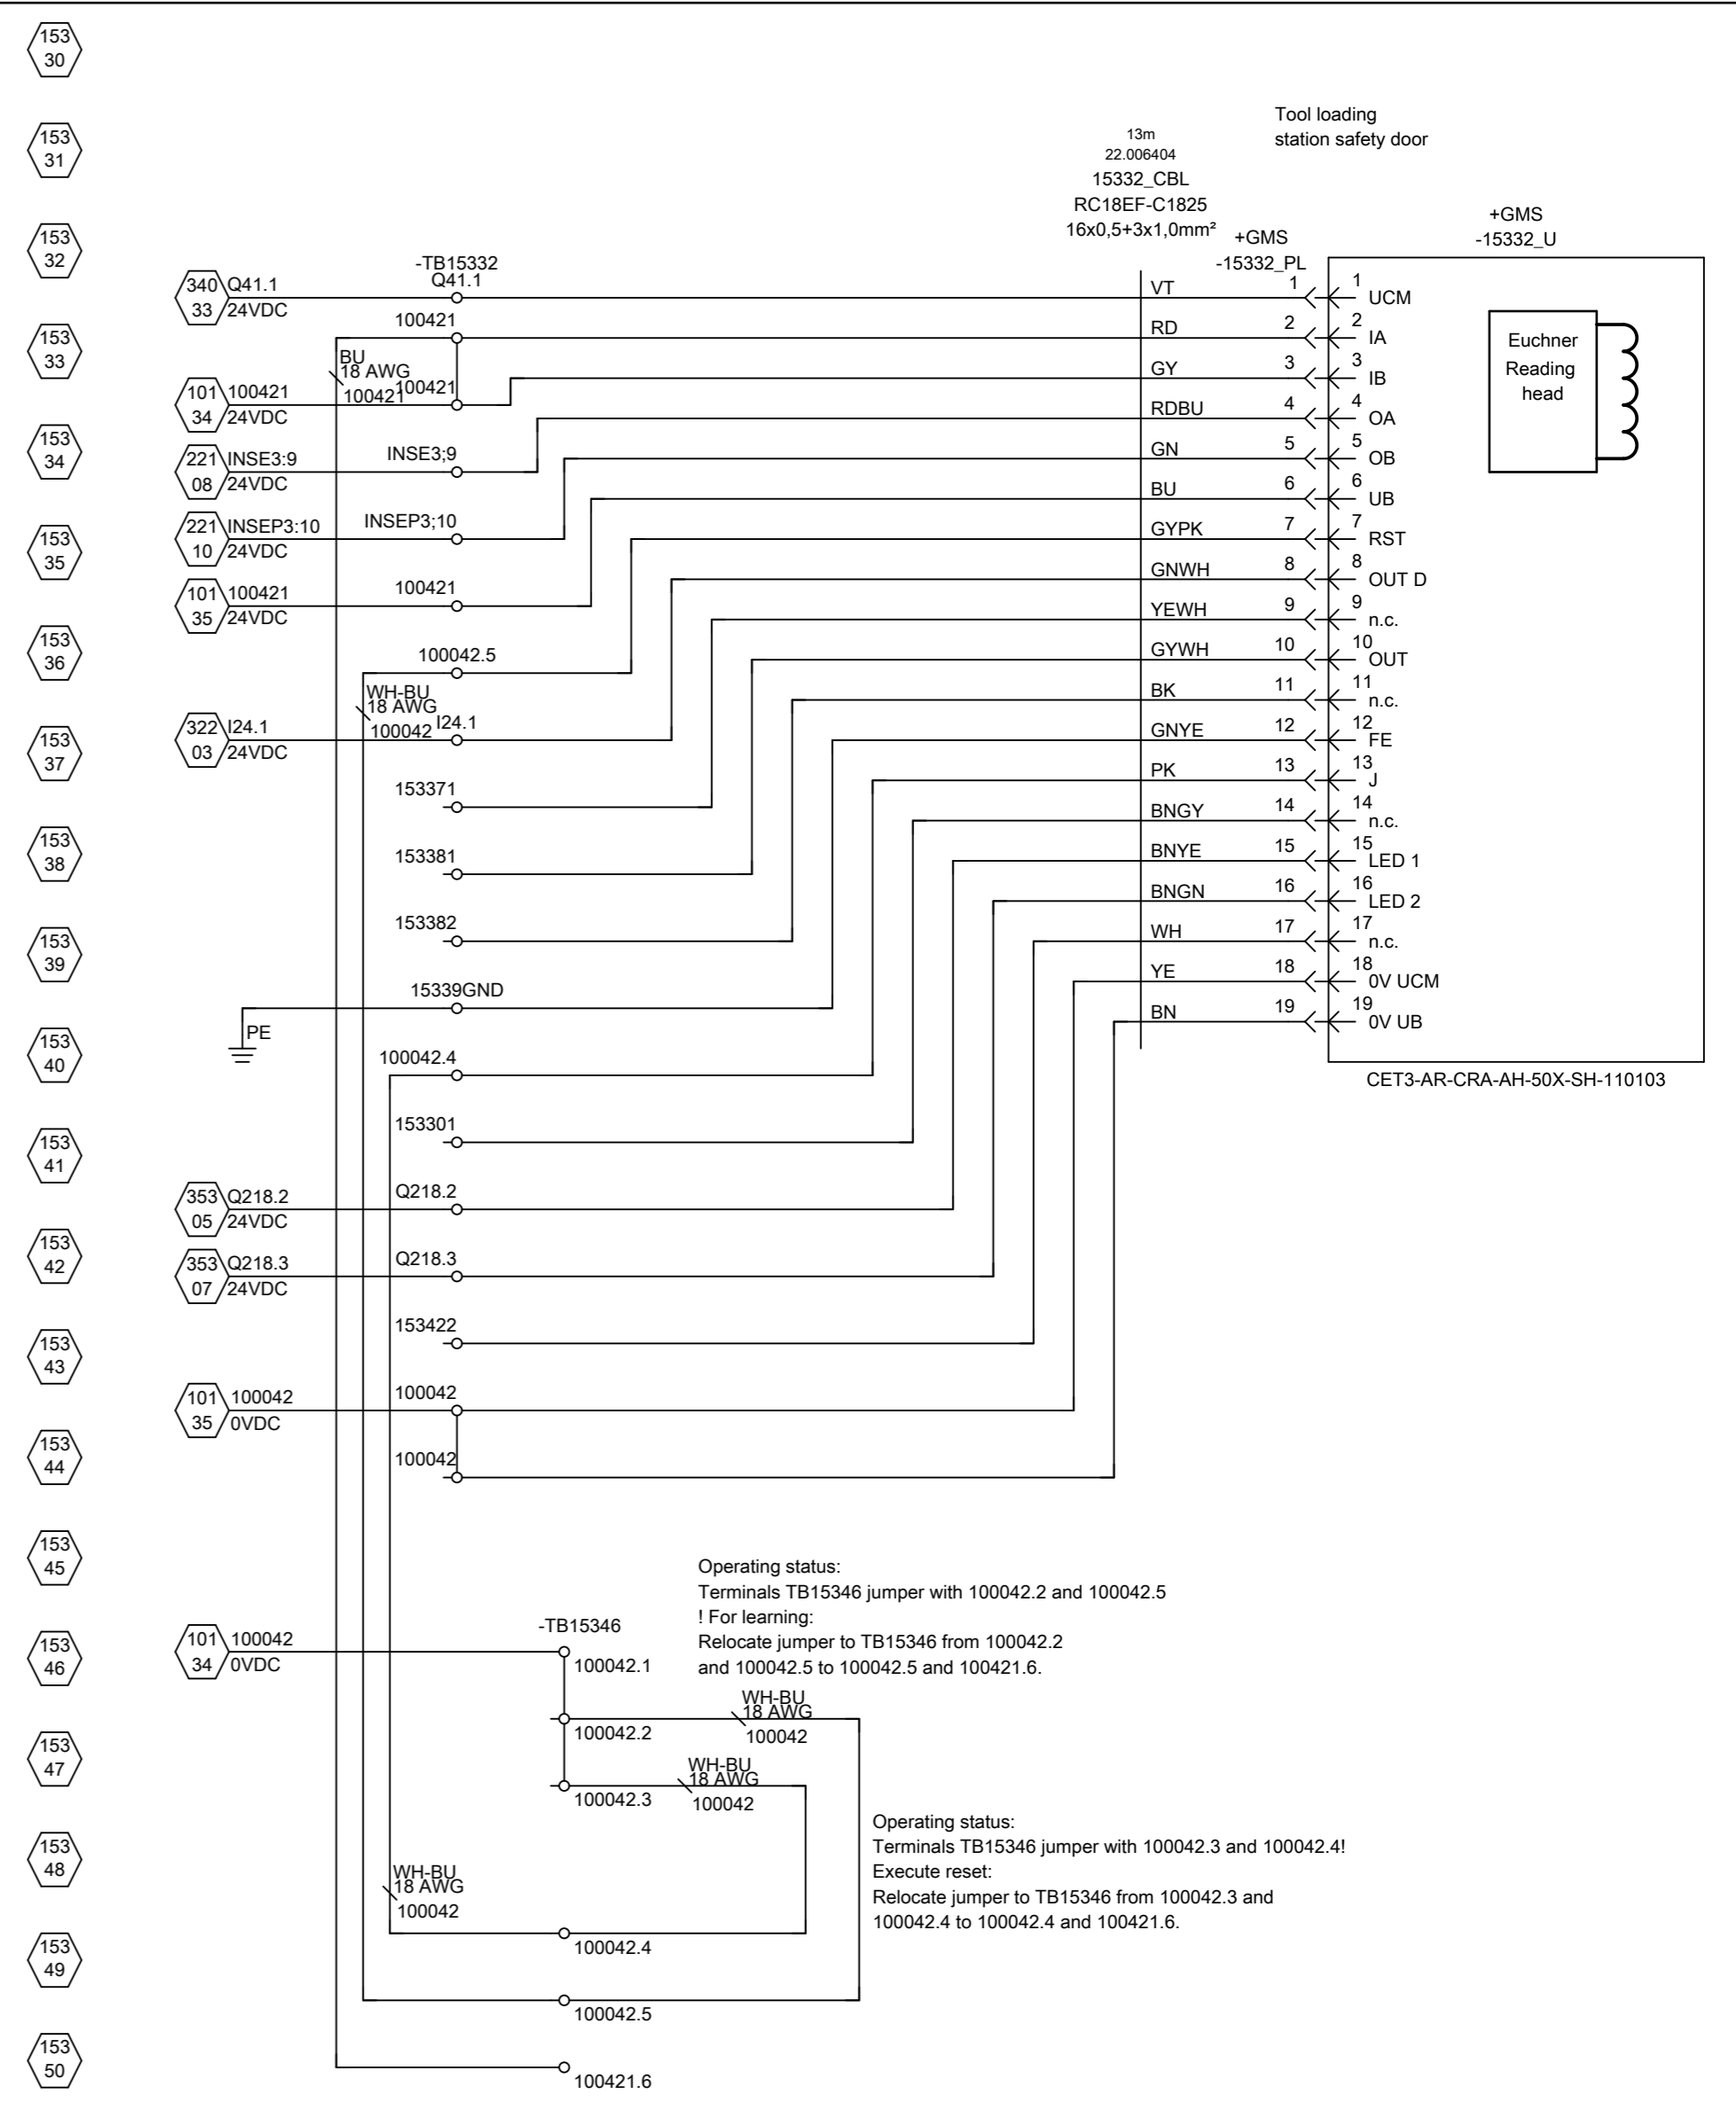 153
30
153
31
153
32
153
33
153
34
153
35
153
36
153
37
153
38
153
39
153
40
153
41
153
42
153
43
153
44
153
45
153
46
153
47
153
48
153
49
153
50
Tool loading
station safety door
13m
22.006404
15332_CBL
RC18EF-C1825
16x0,5+3x1,0mm²
+GMS
-15332_PL
+GMS
-15332_U
Euchner
Reading
head
-TB15332
340 Q41.1 Q41.1 VT 1 1 UCM
33 24VDC
100421 RD 2 2 IA
BU
18 AWG
100421
101 100421 100421 GY 3 3 IB
34 24VDC
221 INSE3:9 INSE3;9 RDBU 4 4 OA
08 24VDC
221 INSEP3:10 INSEP3;10 GN 5 5 OB
10 24VDC
101 100421 100421 BU 6 6 UB
35 24VDC
100042.5 GYPK 7 7 RST
WH-BU
18 AWG
100042
322 I24.1 I24.1 GNWH 8 8 OUT D
03 24VDC
153371 YEWH 9 9 n.c.
153381 GYWH 10 10 OUT
153382 BK 11 11 n.c.
15339GND GNYE 12 12 FE
PE
100042.4 PK 13 13 J
153301 BNGY 14 14 n.c.
353 Q218.2 Q218.2 BNYE 15 15 LED 1
05 24VDC
353 Q218.3 Q218.3 BNGN 16 16 LED 2
07 24VDC
153422 WH 17 17 n.c.
101 100042 100042 YE 18 18 0V UCM
35 0VDC
100042 BN 19 19 0V UB
CET3-AR-CRA-AH-50X-SH-110103
Operating status:
Terminals TB15346 jumper with 100042.2 and 100042.5
! For learning:
Relocate jumper to TB15346 from 100042.2
and 100042.5 to 100042.5 and 100421.6.
-TB15346
101 100042
34 0VDC
100042.1
WH-BU
18 AWG
100042
100042.2
WH-BU
18 AWG
100042
100042.3
Operating status:
Terminals TB15346 jumper with 100042.3 and 100042.4!
Execute reset:
Relocate jumper to TB15346 from 100042.3 and
100042.4 to 100042.4 and 100421.6.
WH-BU
18 AWG
100042
100042.4
100042.5
100421.6